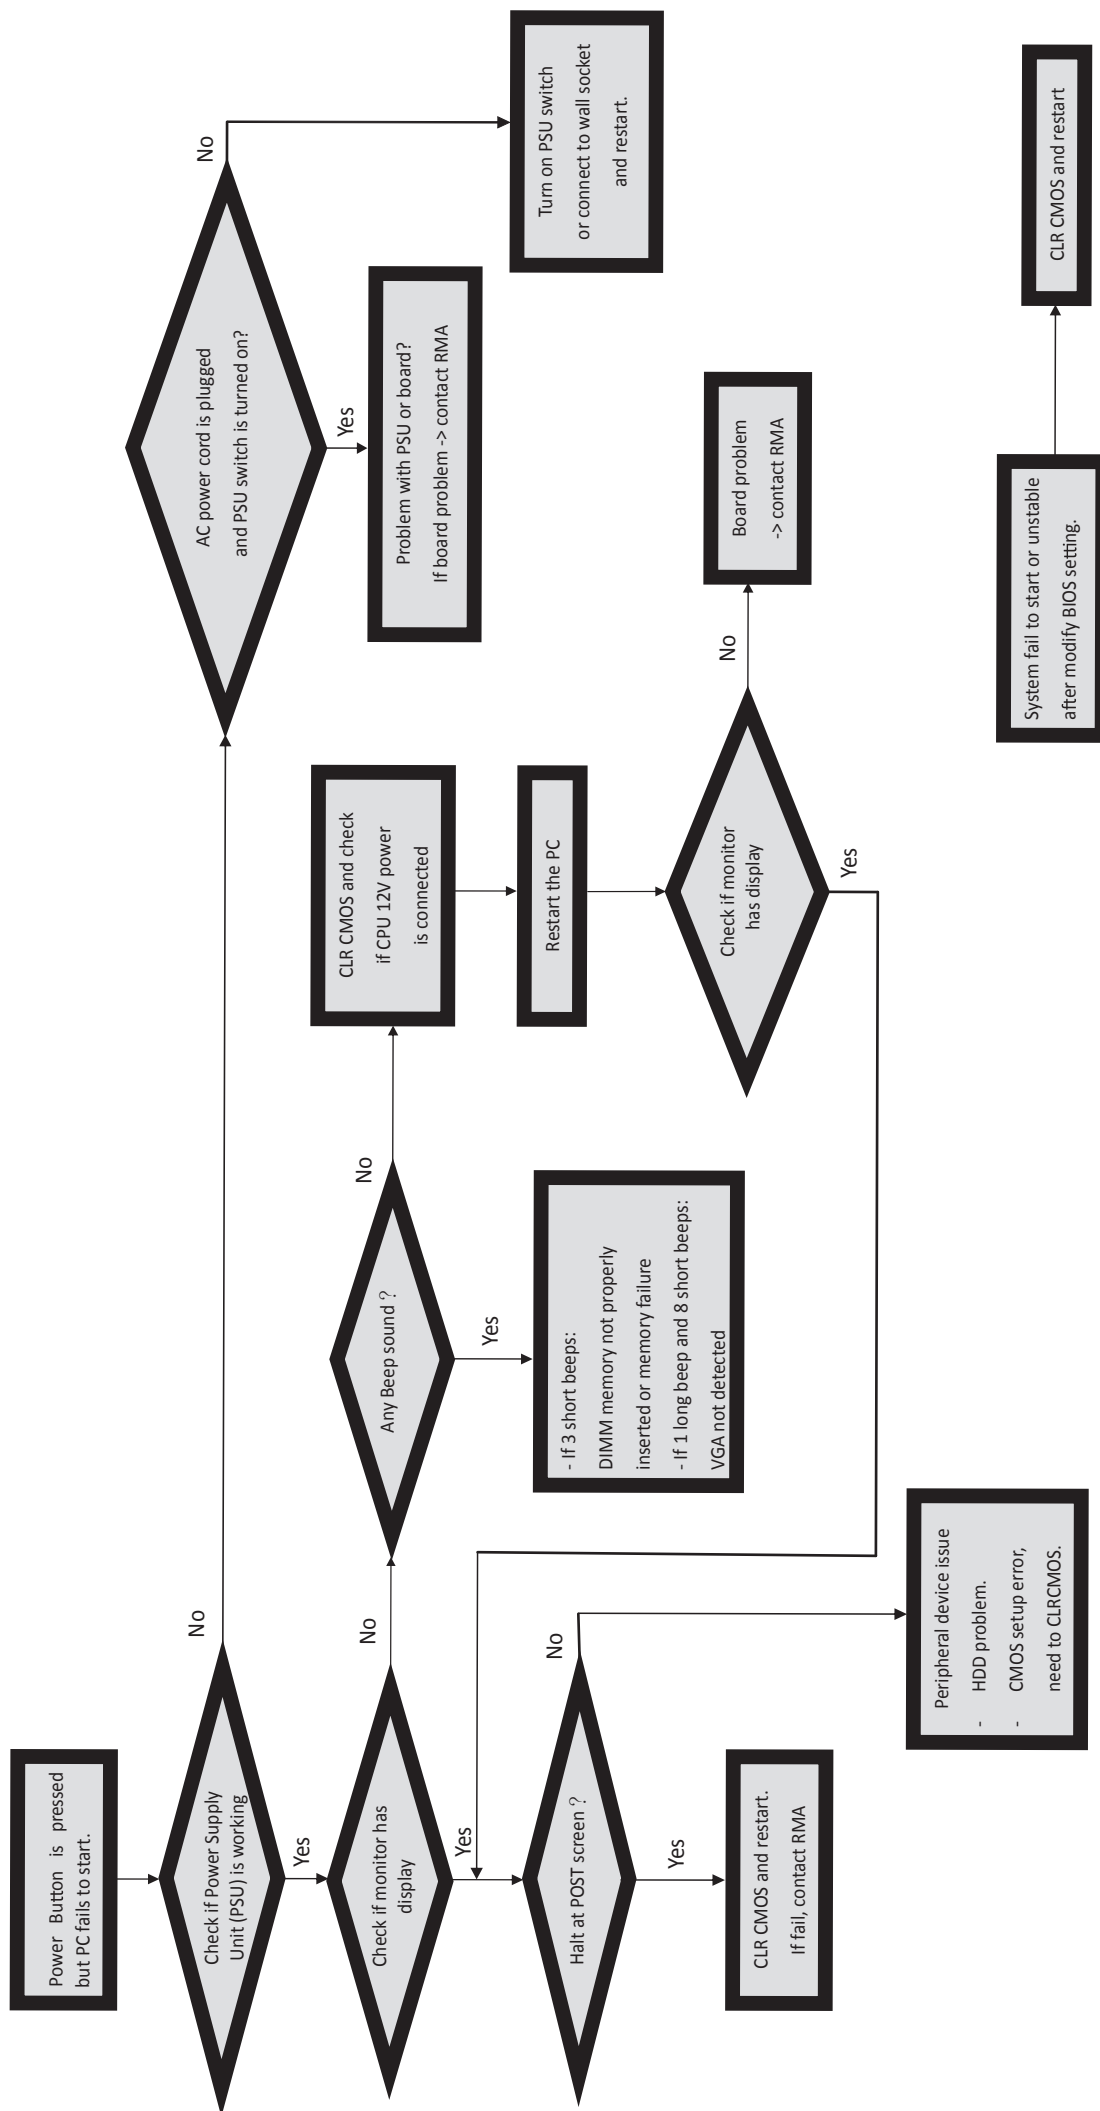 Power Button is pressed
but PC fails to start.
Check if Power Supply
Unit (PSU) is working
No
AC power cord is plugged
and PSU switch is turned on?
No
Turn on PSU switch
or connect to wall socket
and restart.
Yes
Problem with PSU or board?
If board problem -> contact RMA
Yes
Check if monitor has
display
No
Any Beep sound ?
No
CLR CMOS and check
if CPU 12V power
is connected
Restart the PC
Check if monitor
has display
No
Board problem
-> contact RMA
Yes
Yes
- If 3 short beeps:
DIMM memory not properly
inserted or memory failure
- If 1 long beep and 8 short beeps:
VGA not detected
Yes
Halt at POST screen ?
No
Peripheral device issue
- HDD problem.
- CMOS setup error,
need to CLRCMOS.
Yes
CLR CMOS and restart.
If fail, contact RMA
System fail to start or unstable
after modify BIOS setting.
CLR CMOS and restart